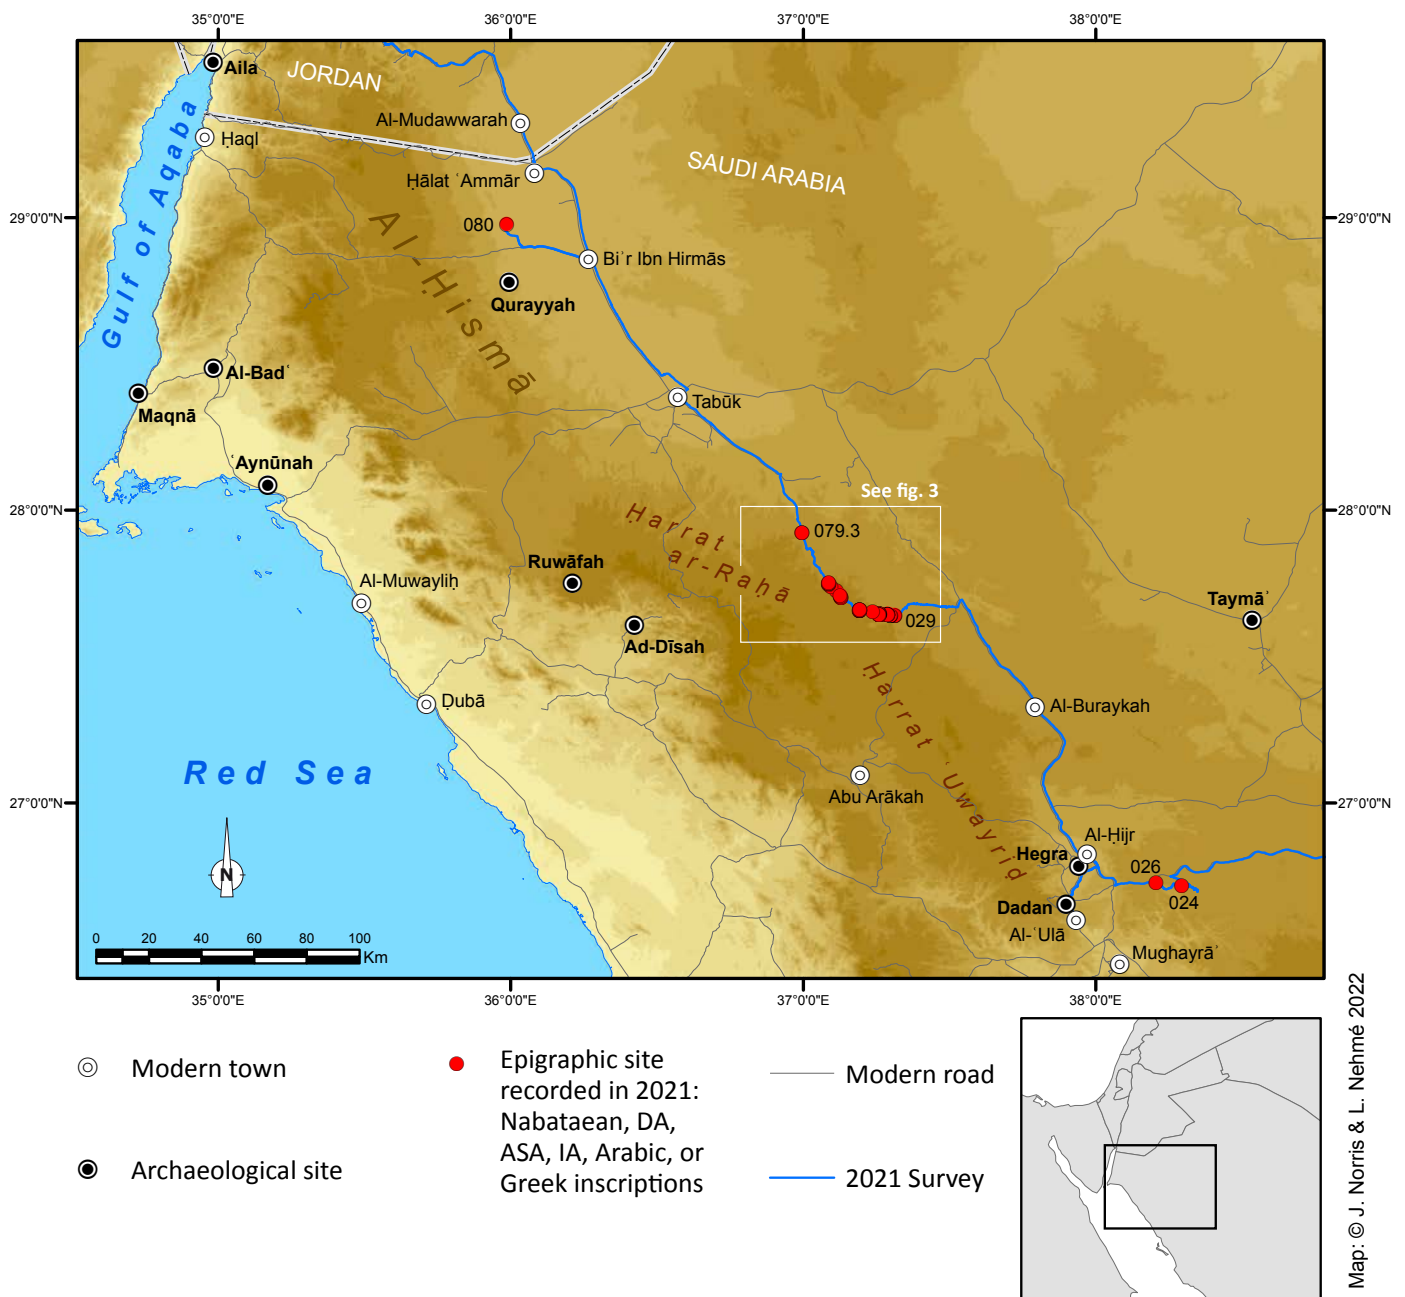 35°0'0"E
36°0'0"E
37°0'0"E
38°0'0"E
Aila
JORDAN
Al-Mudawwarah
Ḥaql
SAUDI ARABIA
Ḥālat ʿAmmār
29°0'0"N
29°0'0"N
080
Gulf of Aqaba
Al-Ḥismā
Biʾr Ibn Hirmās
Qurayyah
Al-Badʿ
Maqnā
Tabūk
ʿAynūnah
See fig. 3
28°0'0"N
28°0'0"N
Ḥarrat
ar-Raḥā
079.3
Ruwāfah
Al-Muwayliḥ
Taymāʾ
029
Ad-Dīsah
Ḍubā
Al-Buraykah
Ḥarrat ʿUwayriḍ
Red Sea
Abu Arākah
27°0'0"N
27°0'0"N
Al-Ḥijr
Hegra
026
024
N
Dadan
Al-ʿUlā
Mughayrāʾ
0 20 40 60 80 100
Km
35°0'0"E
36°0'0"E
37°0'0"E
38°0'0"E
Modern town
Archaeological site
Epigraphic site
recorded in 2021:
Nabataean, DA,
ASA, IA, Arabic, or
Greek inscriptions
Modern road
2021 Survey
Map: © J. Norris & L. Nehmé 2022